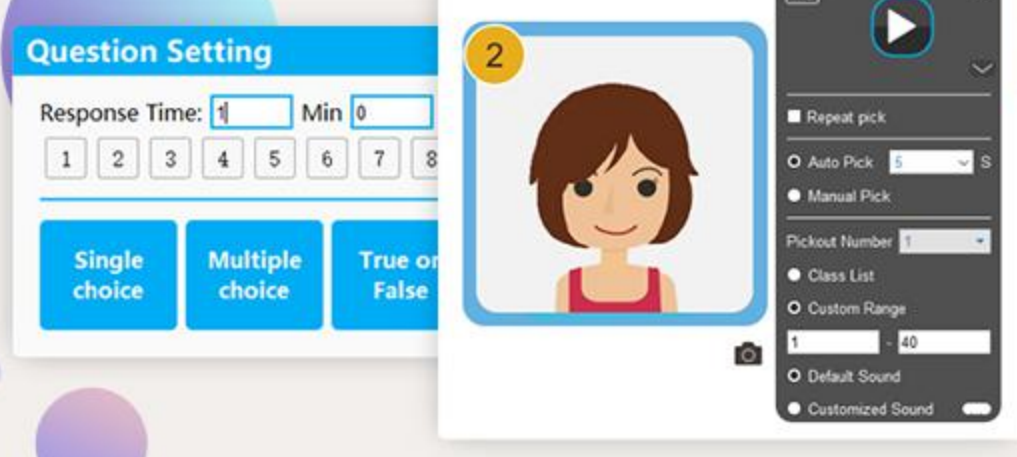 Question Setting
Response Time: 1 Min 0
1 2 3 4 5 6 7 8
Single choice
Multiple choice
True or False
2
Repeat pick
Auto Pick 5 S
Manual Pick
Pickout Number 1
Class List
Custom Range
1 - 40
Default Sound
Customized Sound